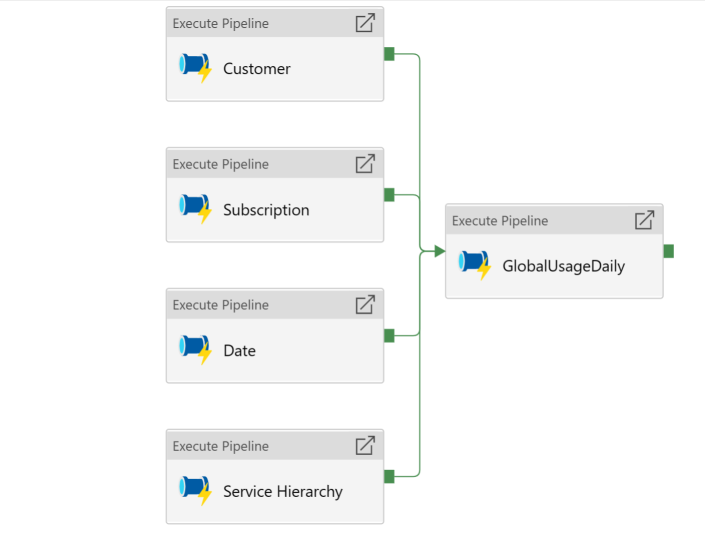 Execute Pipeline
Customer
Execute Pipeline
Subscription
Execute Pipeline
GlobalUsageDaily
Execute Pipeline
Date
Execute Pipeline
Service Hierarchy